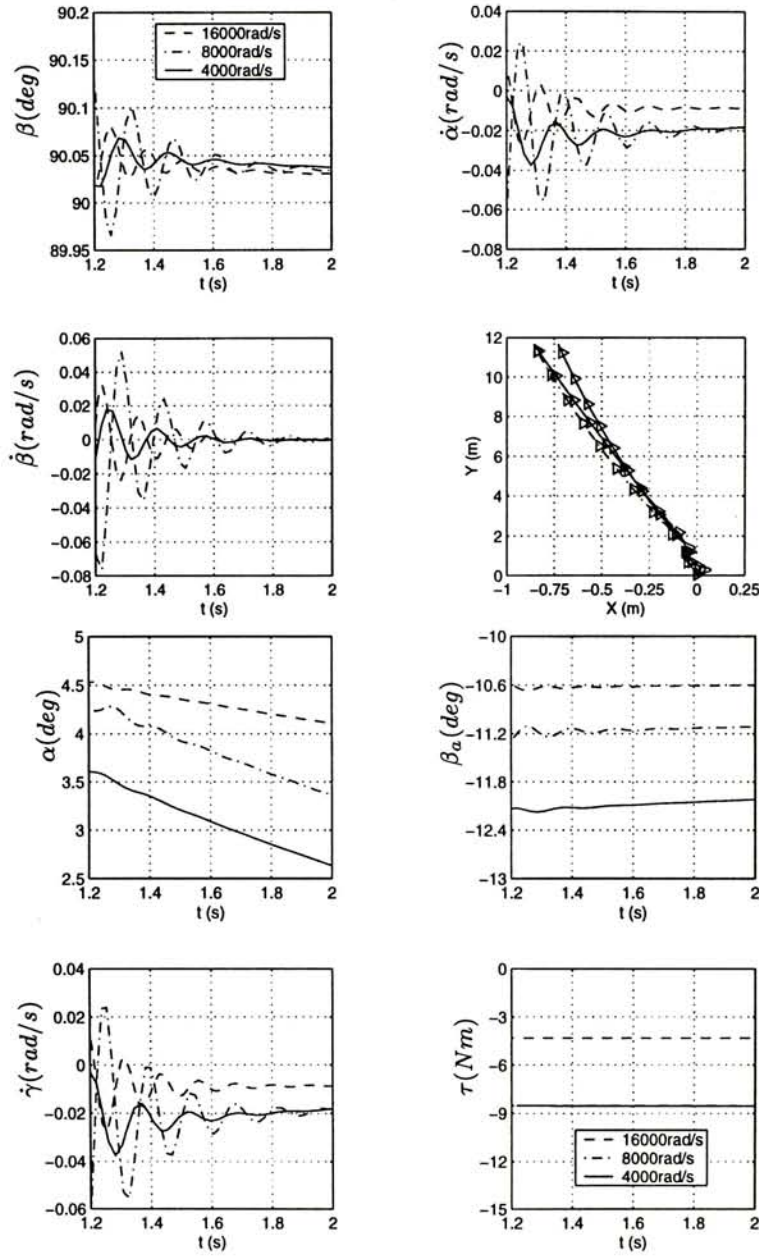 β(deg)
90.2
90.15
90.1
90.05
90
89.95
1.2 1.4 1.6 1.8 2
t (s)
16000rad/s
8000rad/s
4000rad/s
α̇(rad/s)
0.04
0.02
0
−0.02
−0.04
−0.06
−0.08
1.2 1.4 1.6 1.8 2
t (s)
β̇(rad/s)
0.06
0.04
0.02
0
−0.02
−0.04
−0.06
−0.08
1.2 1.4 1.6 1.8 2
t (s)
Y (m)
12
10
8
6
4
2
0
−1 −0.75 −0.5 −0.25 0 0.25
X (m)
α(deg)
5
4.5
4
3.5
3
2.5
1.2 1.4 1.6 1.8 2
t (s)
βa(deg)
−10
−10.6
−11.2
−11.8
−12.4
−13
1.2 1.4 1.6 1.8 2
t (s)
γ̇(rad/s)
0.04
0.02
0
−0.02
−0.04
−0.06
1.2 1.4 1.6 1.8 2
t (s)
τ(Nm)
0
−3
−6
−9
−12
−15
1.2 1.4 1.6 1.8 2
t (s)
16000rad/s
8000rad/s
4000rad/s